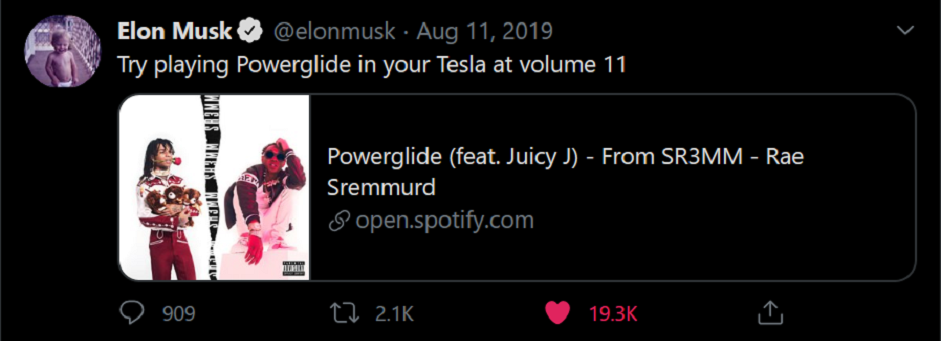 Elon Musk @elonmusk · Aug 11, 2019
Try playing Powerglide in your Tesla at volume 11
Powerglide (feat. Juicy J) - From SR3MM - Rae
Sremmurd
open.spotify.com
909 2.1K 19.3K